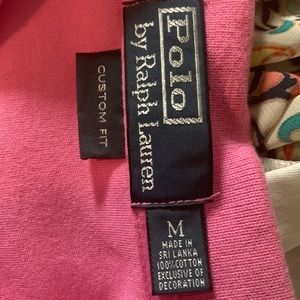 Polo
by Ralph Lauren
CUSTOM FIT
M
MADE IN
SRI LANKA
100% COTTON
EXCLUSIVE OF
DECORATION